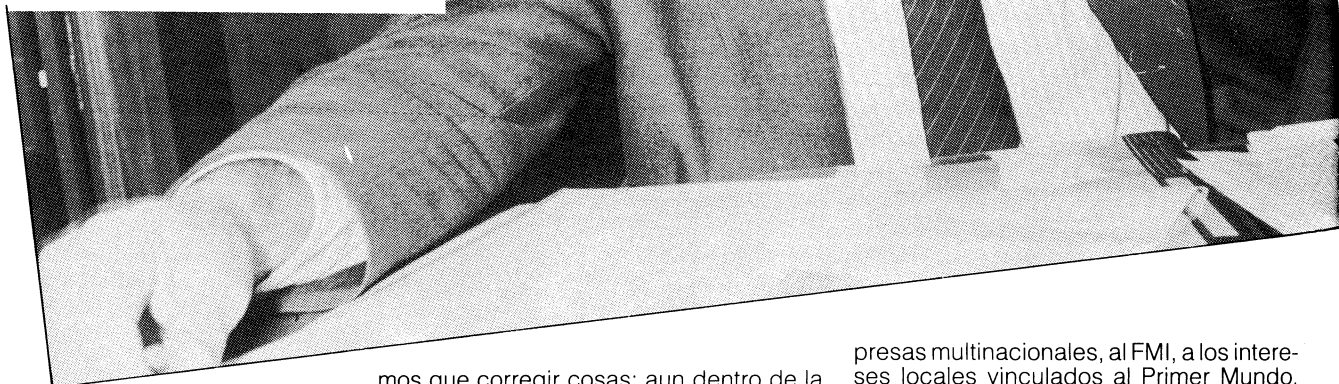 mos que corregir cosas; aun dentro de la
presas multinacionales, al FMI, a los intere-
ses locales vinculados al Primer Mundo,